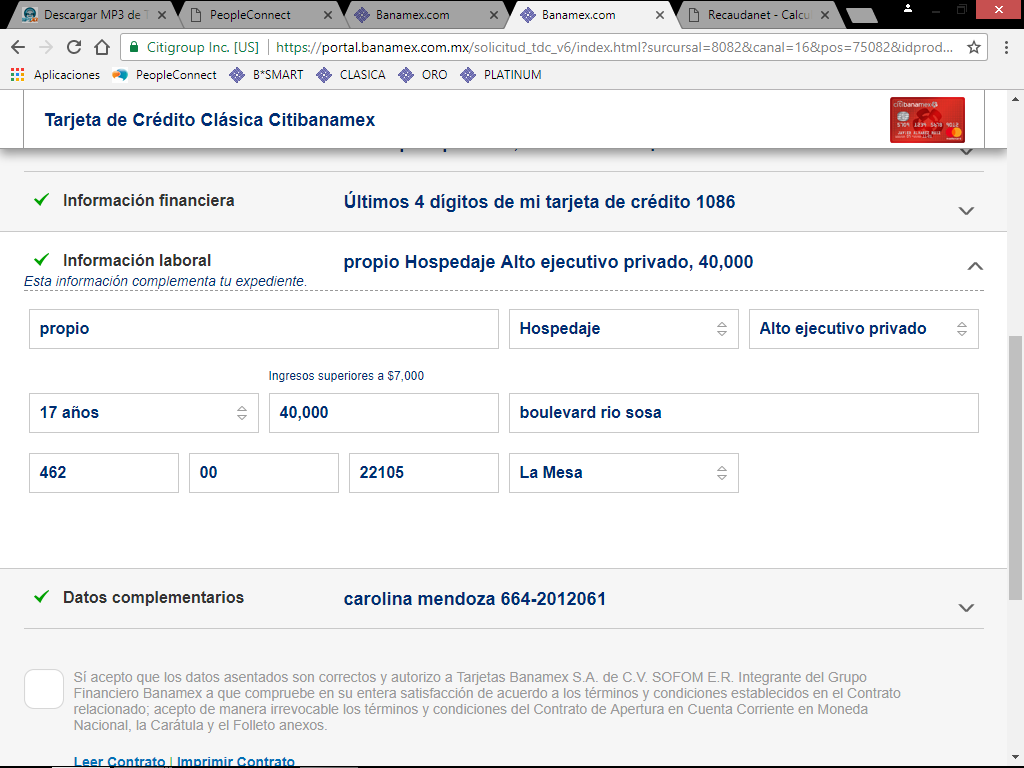 Descargar MP3 de T
PeopleConnect
Banamex.com
Banamex.com
Recaudanet - Calcu
Citigroup Inc. [US]
https://portal.banamex.com.mx/solicitud_tdc_v6/index.html?surcursal=8082&canal=16&pos=75082&idprod...
Aplicaciones
PeopleConnect
B*SMART
CLASICA
ORO
PLATINUM
Tarjeta de Crédito Clásica Citibanamex
citibanamex
Información financiera
Últimos 4 dígitos de mi tarjeta de crédito 1086
Información laboral
propio Hospedaje Alto ejecutivo privado, 40,000
Esta información complementa tu expediente.
propio
Hospedaje
Alto ejecutivo privado
Ingresos superiores a $7,000
17 años
40,000
boulevard rio sosa
462
00
22105
La Mesa
Datos complementarios
carolina mendoza 664-2012061
Sí acepto que los datos asentados son correctos y autorizo a Tarjetas Banamex S.A. de C.V. SOFOM E.R. Integrante del Grupo
Financiero Banamex a que compruebe en su entera satisfacción de acuerdo a los términos y condiciones establecidos en el Contrato
relacionado; acepto de manera irrevocable los términos y condiciones del Contrato de Apertura en Cuenta Corriente en Moneda
Nacional, la Carátula y el Folleto anexos.
Leer Contrato | Imprimir Contrato